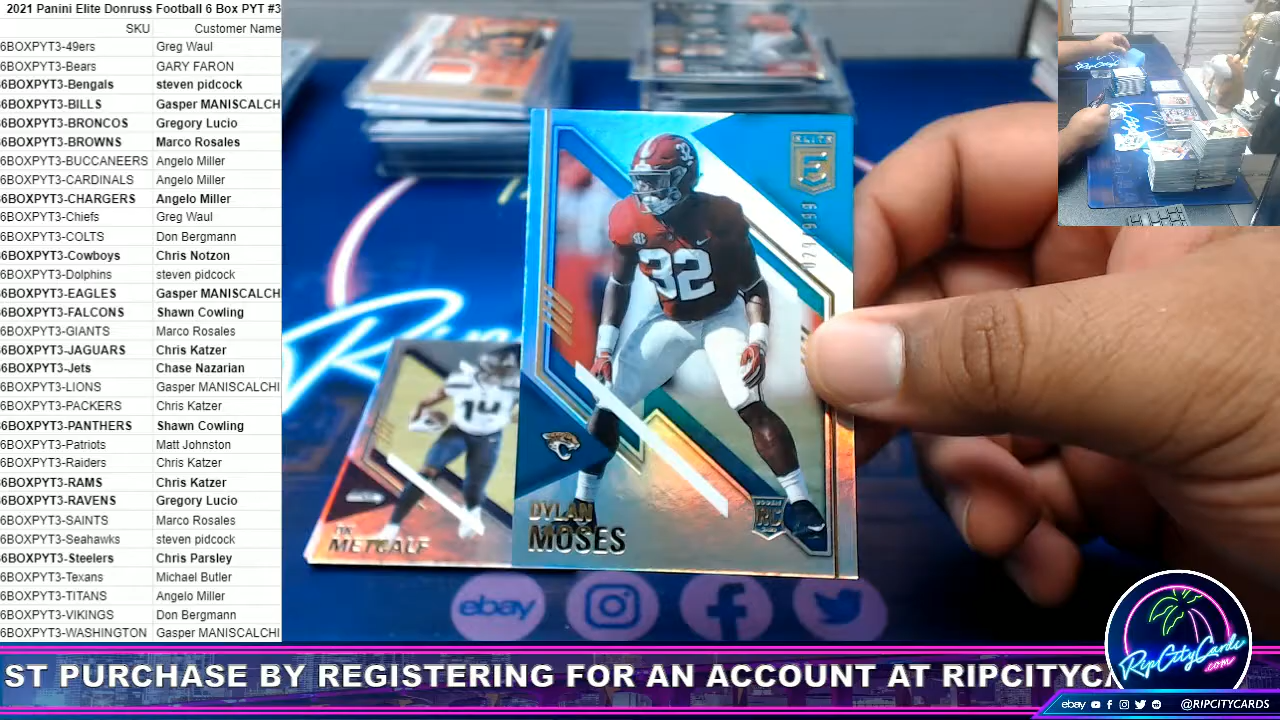 2021 Panini Elite Donruss Football 6 Box PYT #3
SKU Customer Name
6BOXPYT3-49ers Greg Waul
6BOXPYT3-Bears GARY FARON
6BOXPYT3-Bengals steven pidcock
6BOXPYT3-BILLS Gasper MANISCALCH
6BOXPYT3-BRONCOS Gregory Lucio
6BOXPYT3-BROWNS Marco Rosales
6BOXPYT3-BUCCANEERS Angelo Miller
6BOXPYT3-CARDINALS Angelo Miller
6BOXPYT3-CHARGERS Angelo Miller
6BOXPYT3-Chiefs Greg Waul
6BOXPYT3-COLTS Don Bergmann
6BOXPYT3-Cowboys Chris Notzon
6BOXPYT3-Dolphins steven pidcock
6BOXPYT3-EAGLES Gasper MANISCALCH
6BOXPYT3-FALCONS Shawn Cowling
6BOXPYT3-GIANTS Marco Rosales
6BOXPYT3-JAGUARS Chris Katzer
6BOXPYT3-Jets Chase Nazarian
6BOXPYT3-LIONS Gasper MANISCALCHI
6BOXPYT3-PACKERS Chris Katzer
6BOXPYT3-PANTHERS Shawn Cowling
6BOXPYT3-Patriots Matt Johnston
6BOXPYT3-Raiders Chris Katzer
6BOXPYT3-RAMS Chris Katzer
6BOXPYT3-RAVENS Gregory Lucio
6BOXPYT3-SAINTS Marco Rosales
6BOXPYT3-Seahawks steven pidcock
6BOXPYT3-Steelers Chris Parsley
6BOXPYT3-Texans Michael Butler
6BOXPYT3-TITANS Angelo Miller
6BOXPYT3-VIKINGS Don Bergmann
6BOXPYT3-WASHINGTON Gasper MANISCALCHI
ELITE
E
32
DYLAN
MOSES
ROOKIE
RC
14
DK
METCALF
ebay
ST PURCHASE BY REGISTERING FOR AN ACCOUNT AT RIPCITYC
RipCityCards
.com
ebay @RIPCITYCARDS